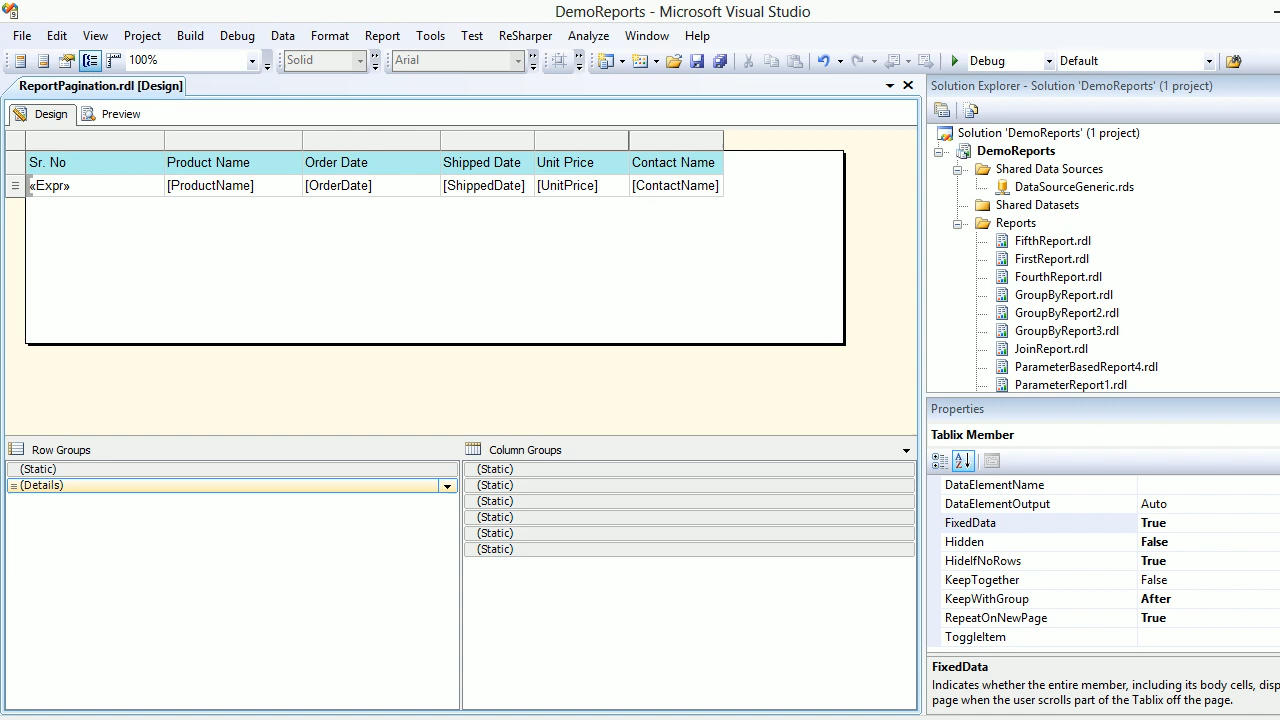 DemoReports - Microsoft Visual Studio
File Edit View Project Build Debug Data Format Report Tools Test ReSharper Analyze Window Help
100% Solid Arial Debug Default
ReportPagination.rdl [Design]
Design Preview
Sr. No Product Name Order Date Shipped Date Unit Price Contact Name
«Expr» [ProductName] [OrderDate] [ShippedDate] [UnitPrice] [ContactName]
Row Groups
(Static)
(Details)
Column Groups
(Static)
(Static)
(Static)
(Static)
(Static)
(Static)
Solution Explorer - Solution 'DemoReports' (1 project)
Solution 'DemoReports' (1 project)
DemoReports
Shared Data Sources
DataSourceGeneric.rds
Shared Datasets
Reports
FifthReport.rdl
FirstReport.rdl
FourthReport.rdl
GroupByReport.rdl
GroupByReport2.rdl
GroupByReport3.rdl
JoinReport.rdl
ParameterBasedReport4.rdl
ParameterReport1.rdl
Properties
Tablix Member
DataElementName
DataElementOutput Auto
FixedData True
Hidden False
HideIfNoRows True
KeepTogether False
KeepWithGroup After
RepeatOnNewPage True
ToggleItem
FixedData
Indicates whether the entire member, including its body cells, disp
page when the user scrolls part of the Tablix off the page.